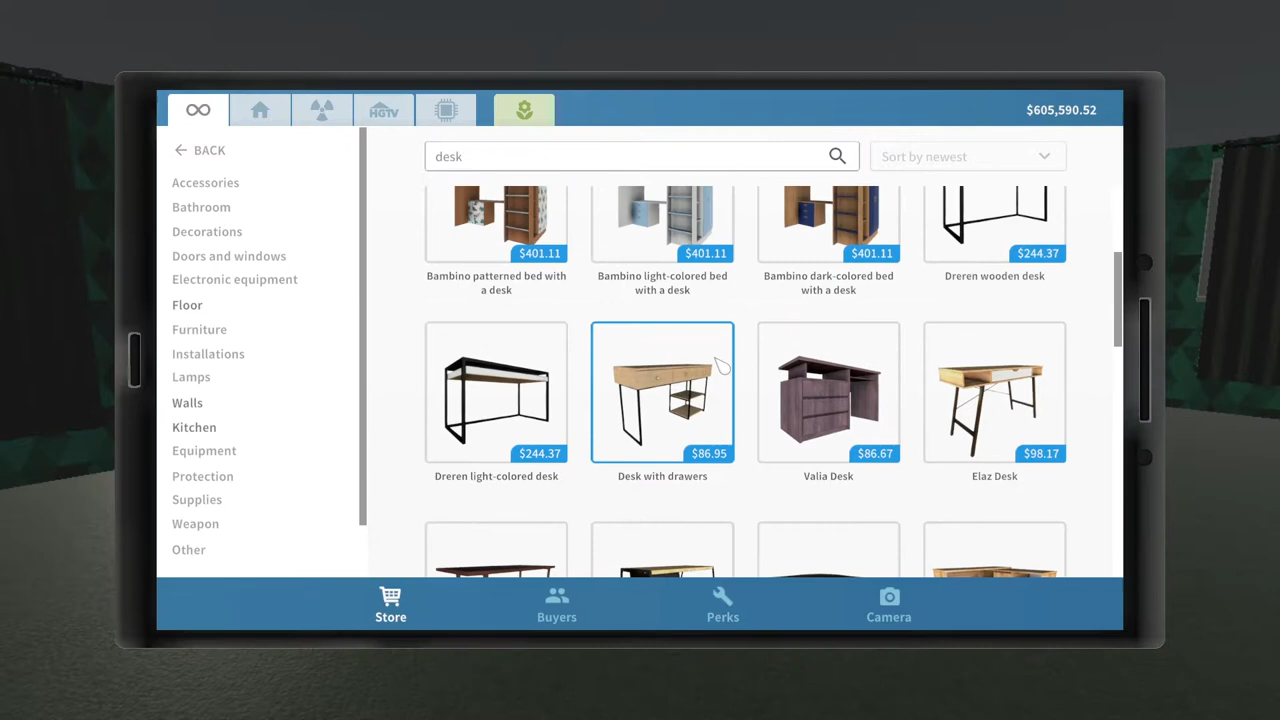 HGTV
$605,590.52
BACK
Accessories
Bathroom
Decorations
Doors and windows
Electronic equipment
Floor
Furniture
Installations
Lamps
Walls
Kitchen
Equipment
Protection
Supplies
Weapon
Other
desk
Sort by newest
$401.11
$401.11
$401.11
$244.37
Bambino patterned bed with
a desk
Bambino light-colored bed
with a desk
Bambino dark-colored bed
with a desk
Dreren wooden desk
$244.37
$86.95
$86.67
$98.17
Dreren light-colored desk
Desk with drawers
Valia Desk
Elaz Desk
Store
Buyers
Perks
Camera